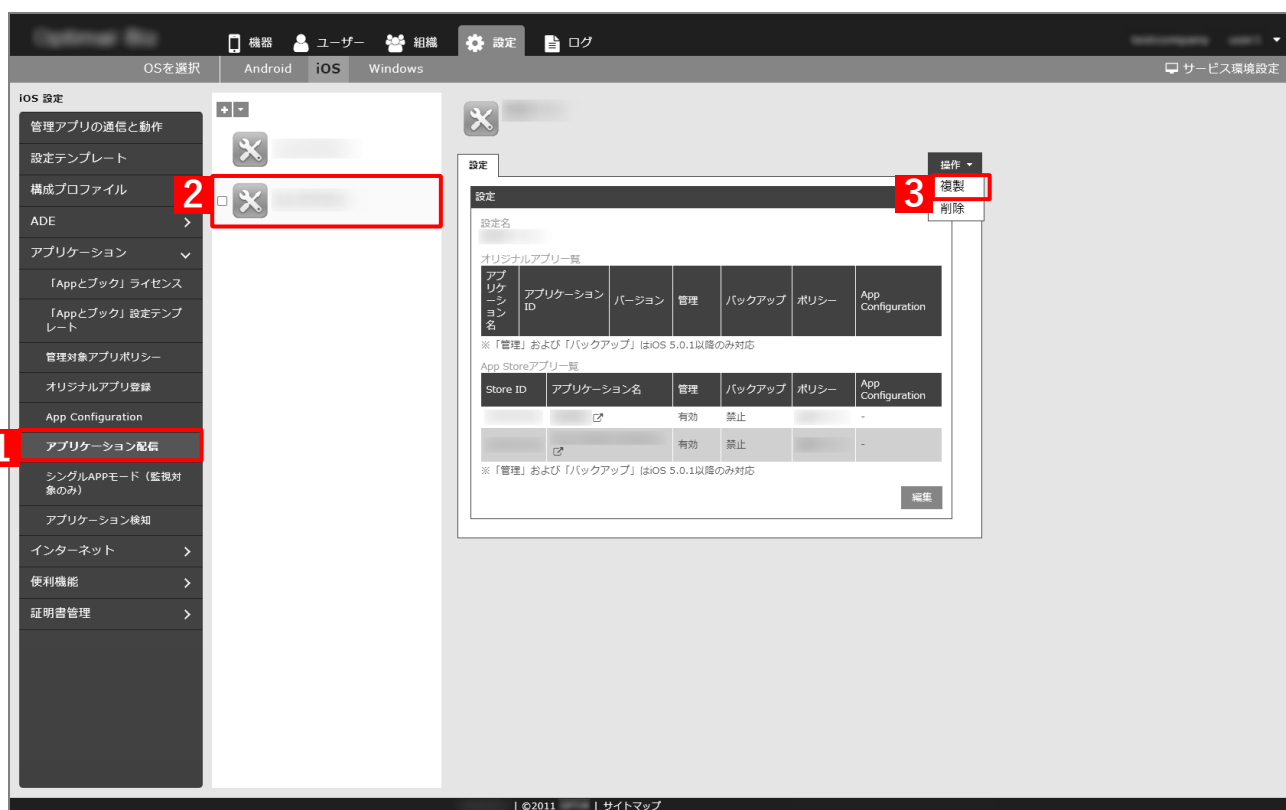 機器
ユーザー
組織
設定
ログ
OSを選択
Android
iOS
Windows
サービス環境設定
iOS 設定
管理アプリの通信と動作
設定テンプレート
構成プロファイル
ADE
アプリケーション
「Appとブック」ライセンス
「Appとブック」設定テンプ
レート
管理対象アプリポリシー
オリジナルアプリ登録
App Configuration
1
アプリケーション配信
シングルAPPモード（監視対
象のみ）
アプリケーション検知
インターネット
便利機能
証明書管理
2
設定
操作
3
複製
削除
設定
設定名
オリジナルアプリ一覧
アプ
リケ
ーシ
ョン
名
アプリケーション
ID
バージョン
管理
バックアップ
ポリシー
App
Configuration
※「管理」および「バックアップ」はiOS 5.0.1以降のみ対応
App Storeアプリ一覧
Store ID
アプリケーション名
管理
バックアップ
ポリシー
App
Configuration
有効
禁止
-
有効
禁止
-
※「管理」および「バックアップ」はiOS 5.0.1以降のみ対応
編集
| ©2011
| サイトマップ